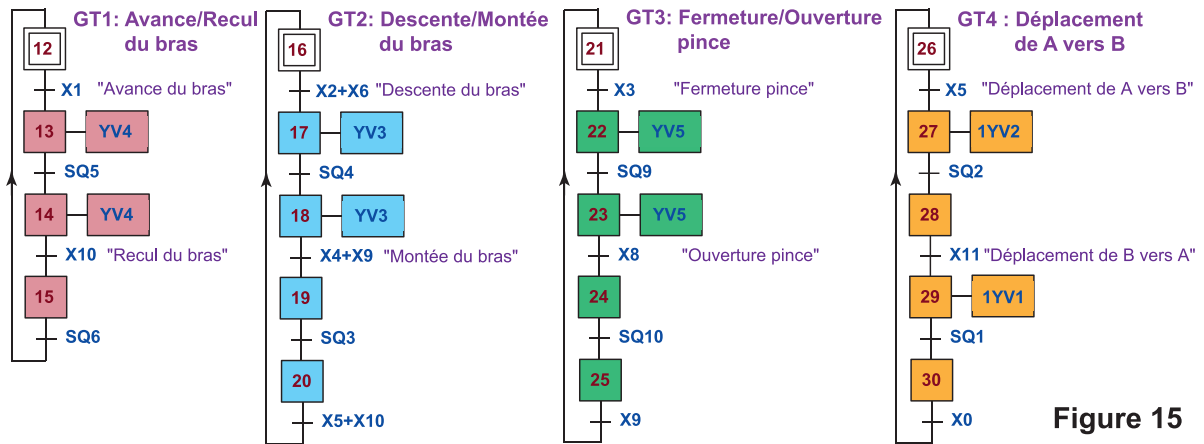 GT1: Avance/Recul
du bras
12
X1 "Avance du bras"
13 YV4
SQ5
14 YV4
X10 "Recul du bras"
15
SQ6
GT2: Descente/Montée
du bras
16
X2+X6 "Descente du bras"
17 YV3
SQ4
18 YV3
X4+X9 "Montée du bras"
19
SQ3
20
X5+X10
GT3: Fermeture/Ouverture
pince
21
X3 "Fermeture pince"
22 YV5
SQ9
23 YV5
X8 "Ouverture pince"
24
SQ10
25
X9
GT4 : Déplacement
de A vers B
26
X5 "Déplacement de A vers B"
27 1YV2
SQ2
28
X11 "Déplacement de B vers A"
29 1YV1
SQ1
30
X0
Figure 15